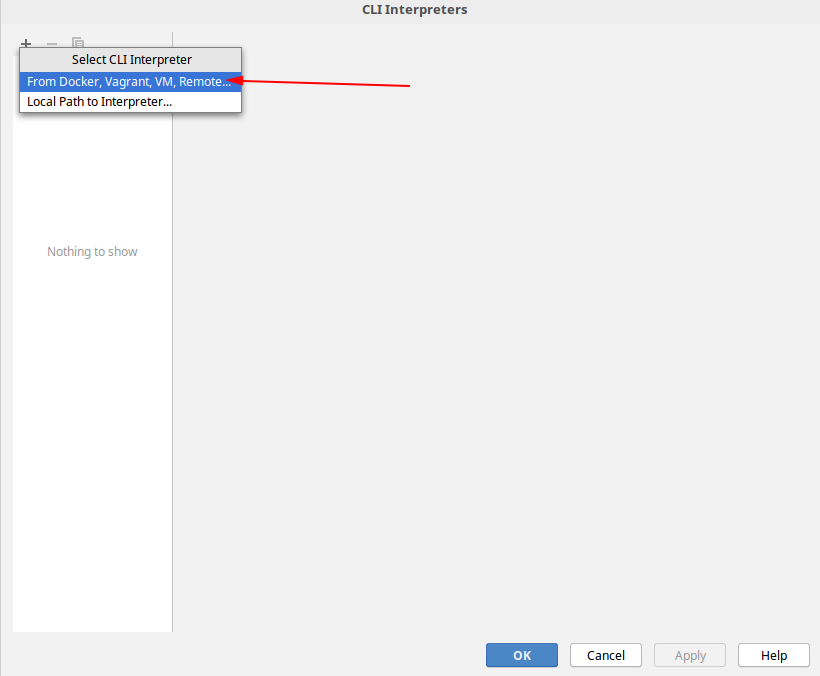 CLI Interpreters
Select CLI Interpreter
From Docker, Vagrant, VM, Remote...
Local Path to Interpreter...
Nothing to show
OK
Cancel
Apply
Help